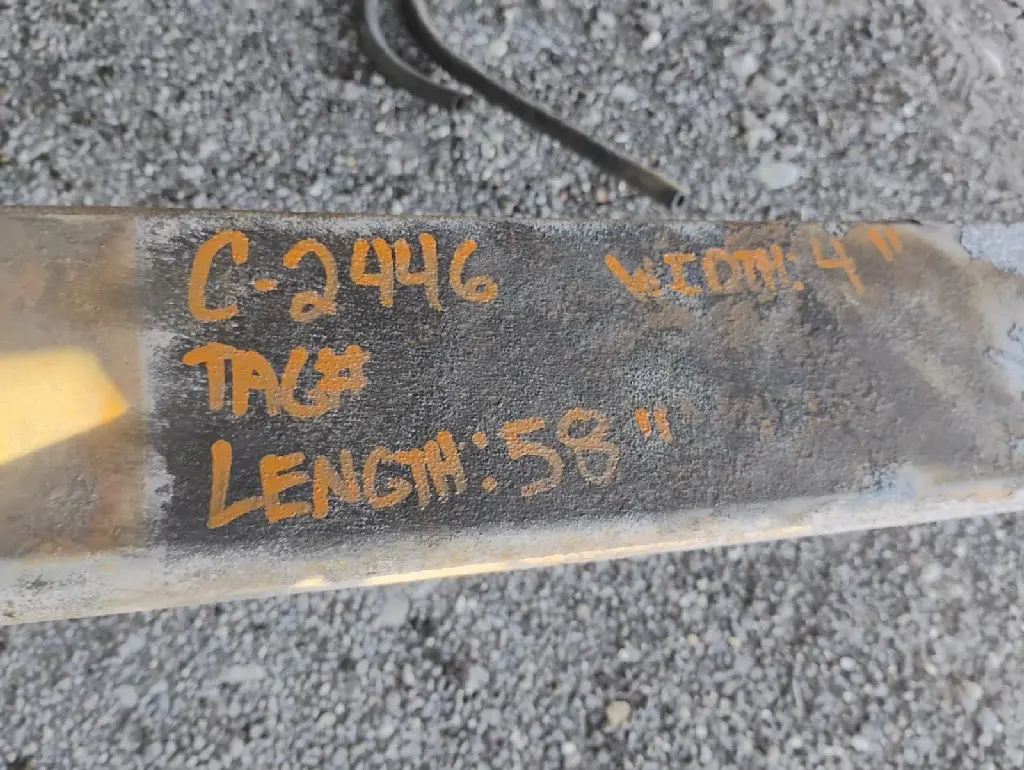 C-2446 WIDTH: 4"
TAG#
LENGTH: 58"